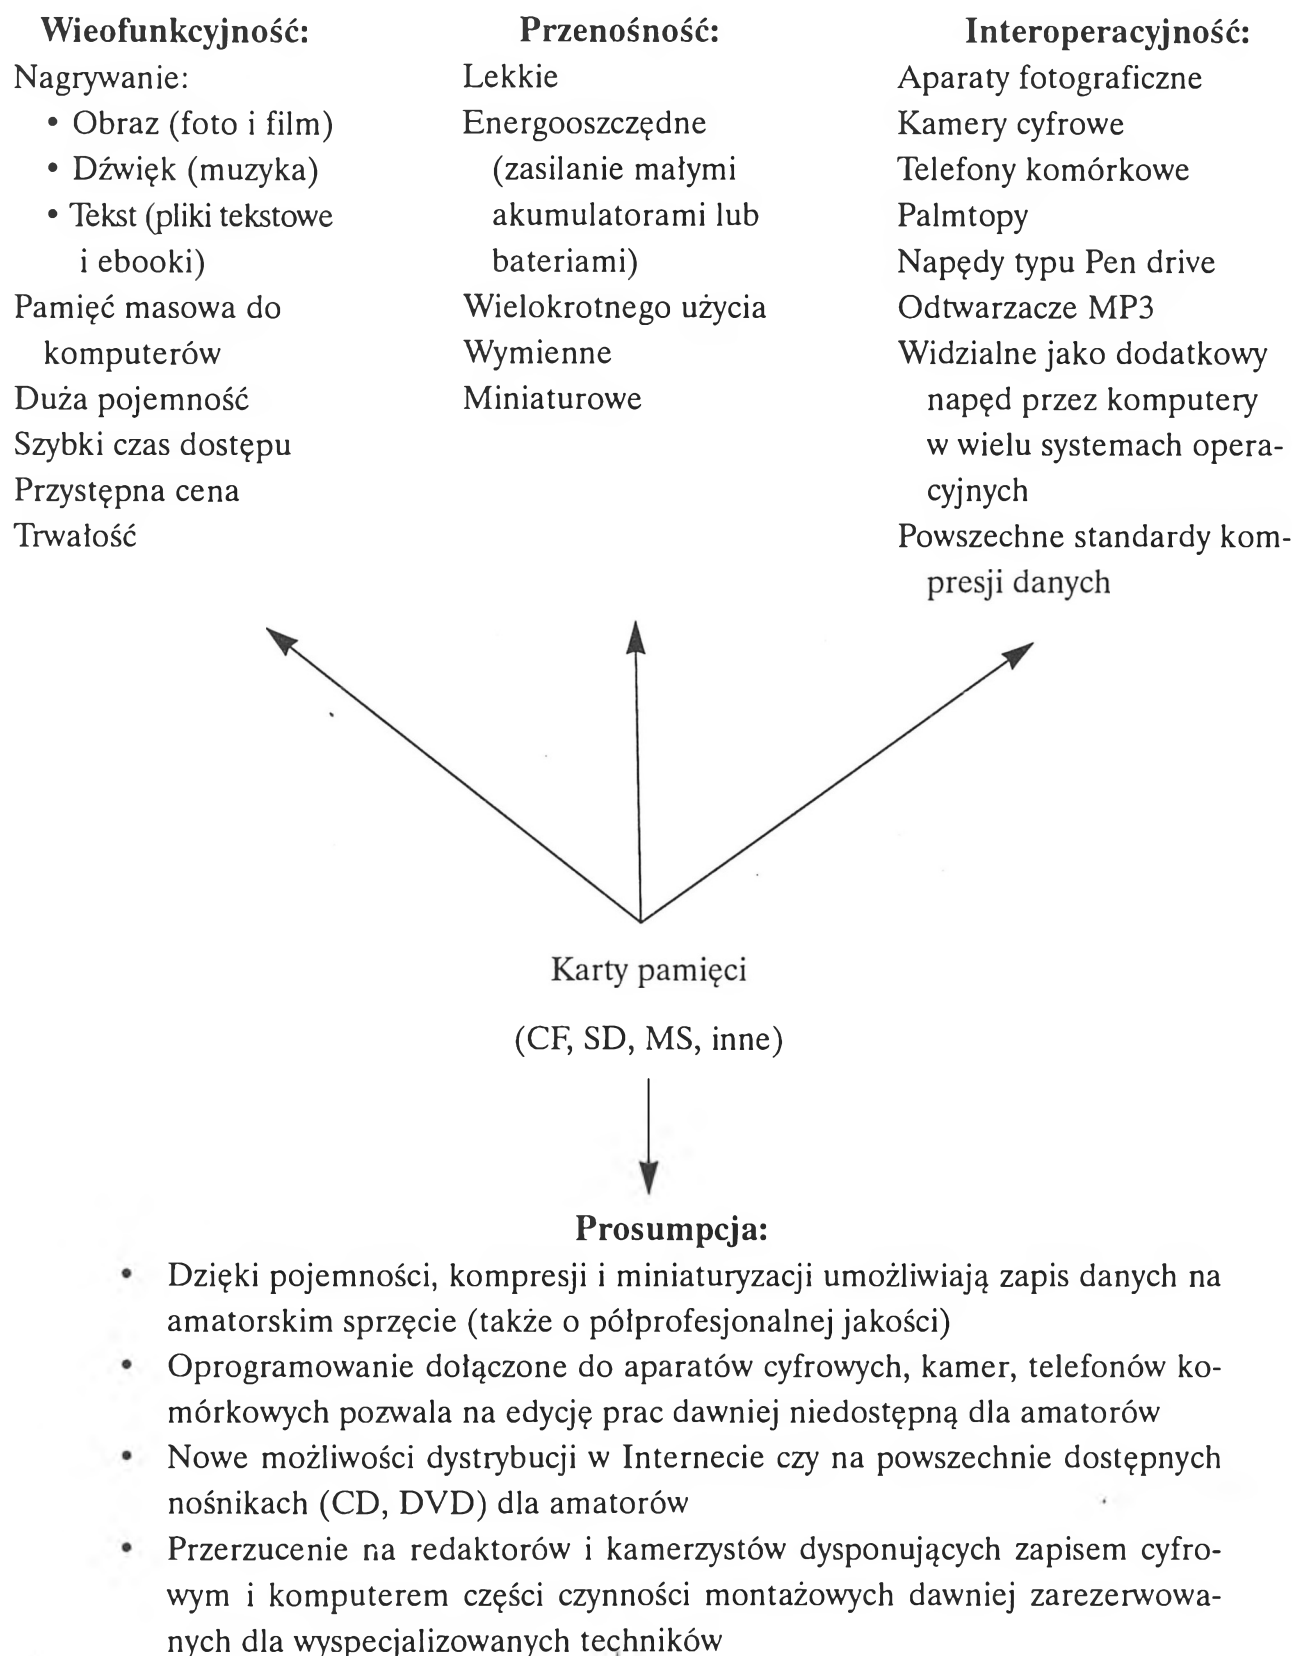 Wieofunkcyjność:
Nagrywanie:
• Obraz (foto i film)
• Dźwięk (muzyka)
• Tekst (pliki tekstowe
i ebooki)
Pamięć masowa do
komputerów
Duża pojemność
Szybki czas dostępu
Przystępna cena
Trwałość
Przenośność:
Lekkie
Energooszczędne
(zasilanie małymi
akumulatorami lub
bateriami)
Wielokrotnego użycia
Wymienne
Miniaturowe
Interoperacyjność:
Aparaty fotograficzne
Kamery cyfrowe
Telefony komórkowe
Palmtopy
Napędy typu Pen drive
Odtwarzacze MP3
Widzialne jako dodatkowy
napęd przez komputery
w wielu systemach opera-
cyjnych
Powszechne standardy kom-
presji danych
Karty pamięci
(CF, SD, MS, inne)
Prosumpcja:
• Dzięki pojemności, kompresji i miniaturyzacji umożliwiają zapis danych na
amatorskim sprzęcie (także o półprofesjonalnej jakości)
• Oprogramowanie dołączone do aparatów cyfrowych, kamer, telefonów ko-
mórkowych pozwala na edycję prac dawniej niedostępną dla amatorów
• Nowe możliwości dystrybucji w Internecie czy na powszechnie dostępnych
nośnikach (CD, DVD) dla amatorów
• Przerzucenie na redaktorów i kamerzystów dysponujących zapisem cyfro-
wym i komputerem części czynności montażowych dawniej zarezerwowa-
nych dla wyspecjalizowanych techników